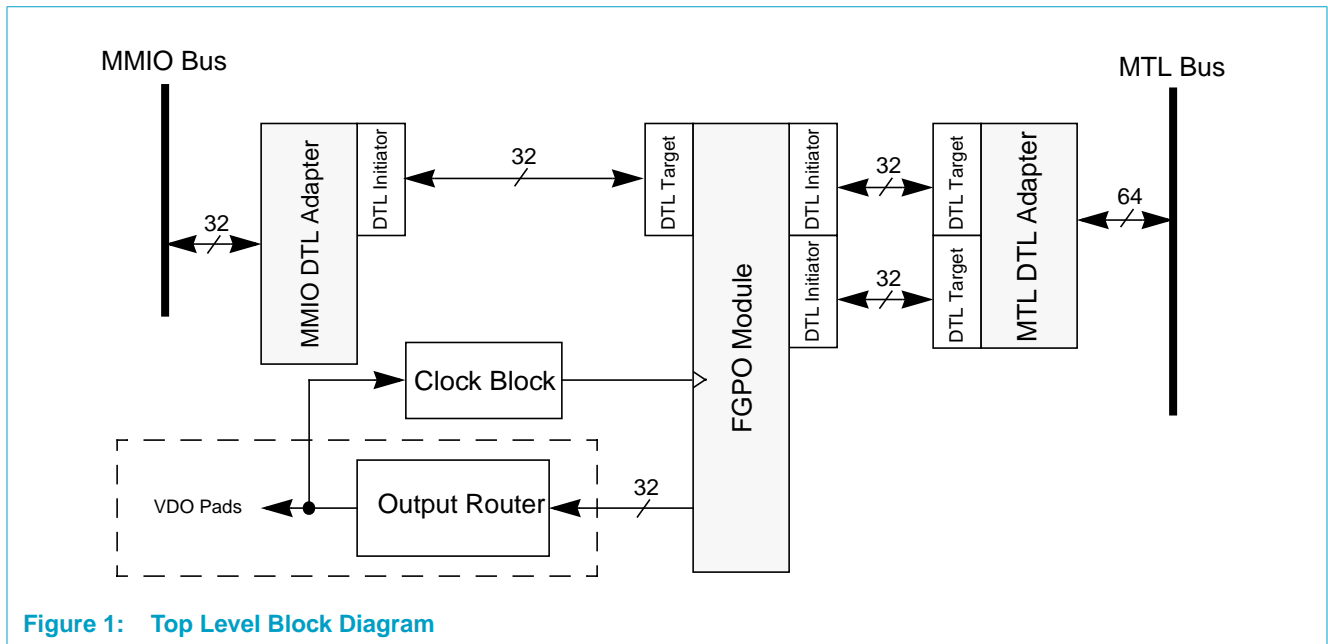 MMIO Bus
MTL Bus
32
MMIO DTL Adapter
DTL Initiator
32
DTL Target
FGPO Module
DTL Initiator
DTL Initiator
32
32
DTL Target
DTL Target
MTL DTL Adapter
64
Clock Block
VDO Pads
Output Router
32
Figure 1: Top Level Block Diagram